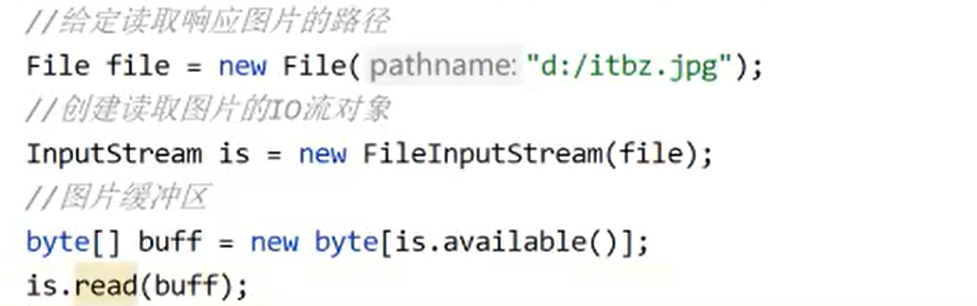 //给定读取响应图片的路径
File file = new File( pathname: "d:/itbz.jpg");
//创建读取图片的IO流对象
InputStream is = new FileInputStream(file);
//图片缓冲区
byte[] buff = new byte[is.available()];
is.read(buff);